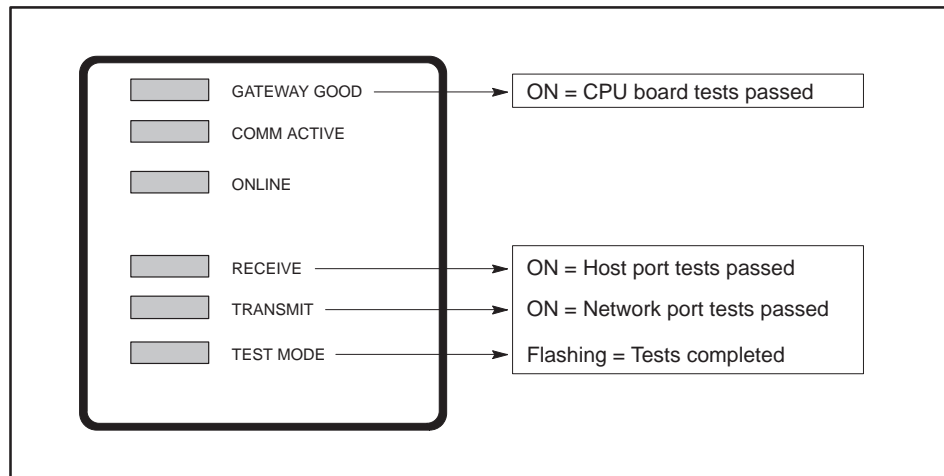 GATEWAY GOOD
ON = CPU board tests passed
COMM ACTIVE
ONLINE
RECEIVE
ON = Host port tests passed
TRANSMIT
ON = Network port tests passed
TEST MODE
Flashing = Tests completed